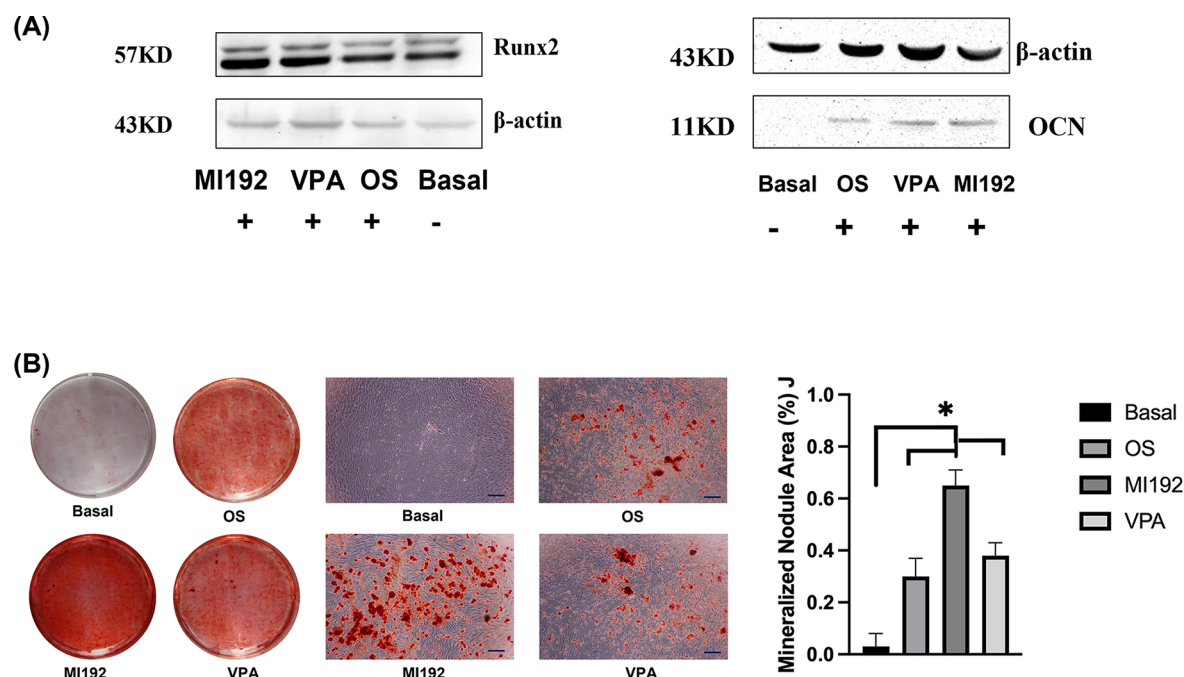 (A)
57KD
Runx2
43KD
β-actin
MI192 VPA OS Basal
+ + + -
43KD
β-actin
11KD
OCN
Basal OS VPA MI192
- + + +
(B)
Basal
OS
MI192
VPA
Basal
OS
MI192
VPA
Mineralized Nodule Area (%) J
1.0
0.8
0.6
0.4
0.2
0.0
*
Basal
OS
MI192
VPA